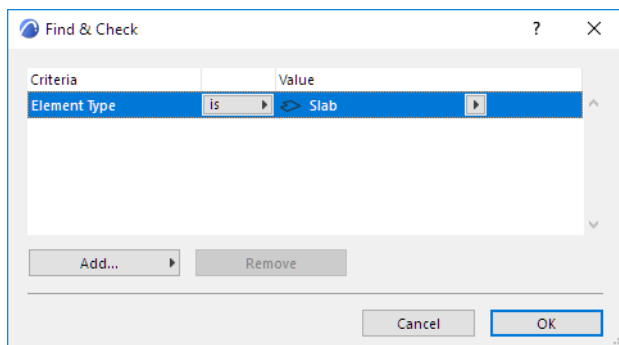 Find & Check
Criteria Value
Element Type is Slab
Add... Remove
Cancel OK